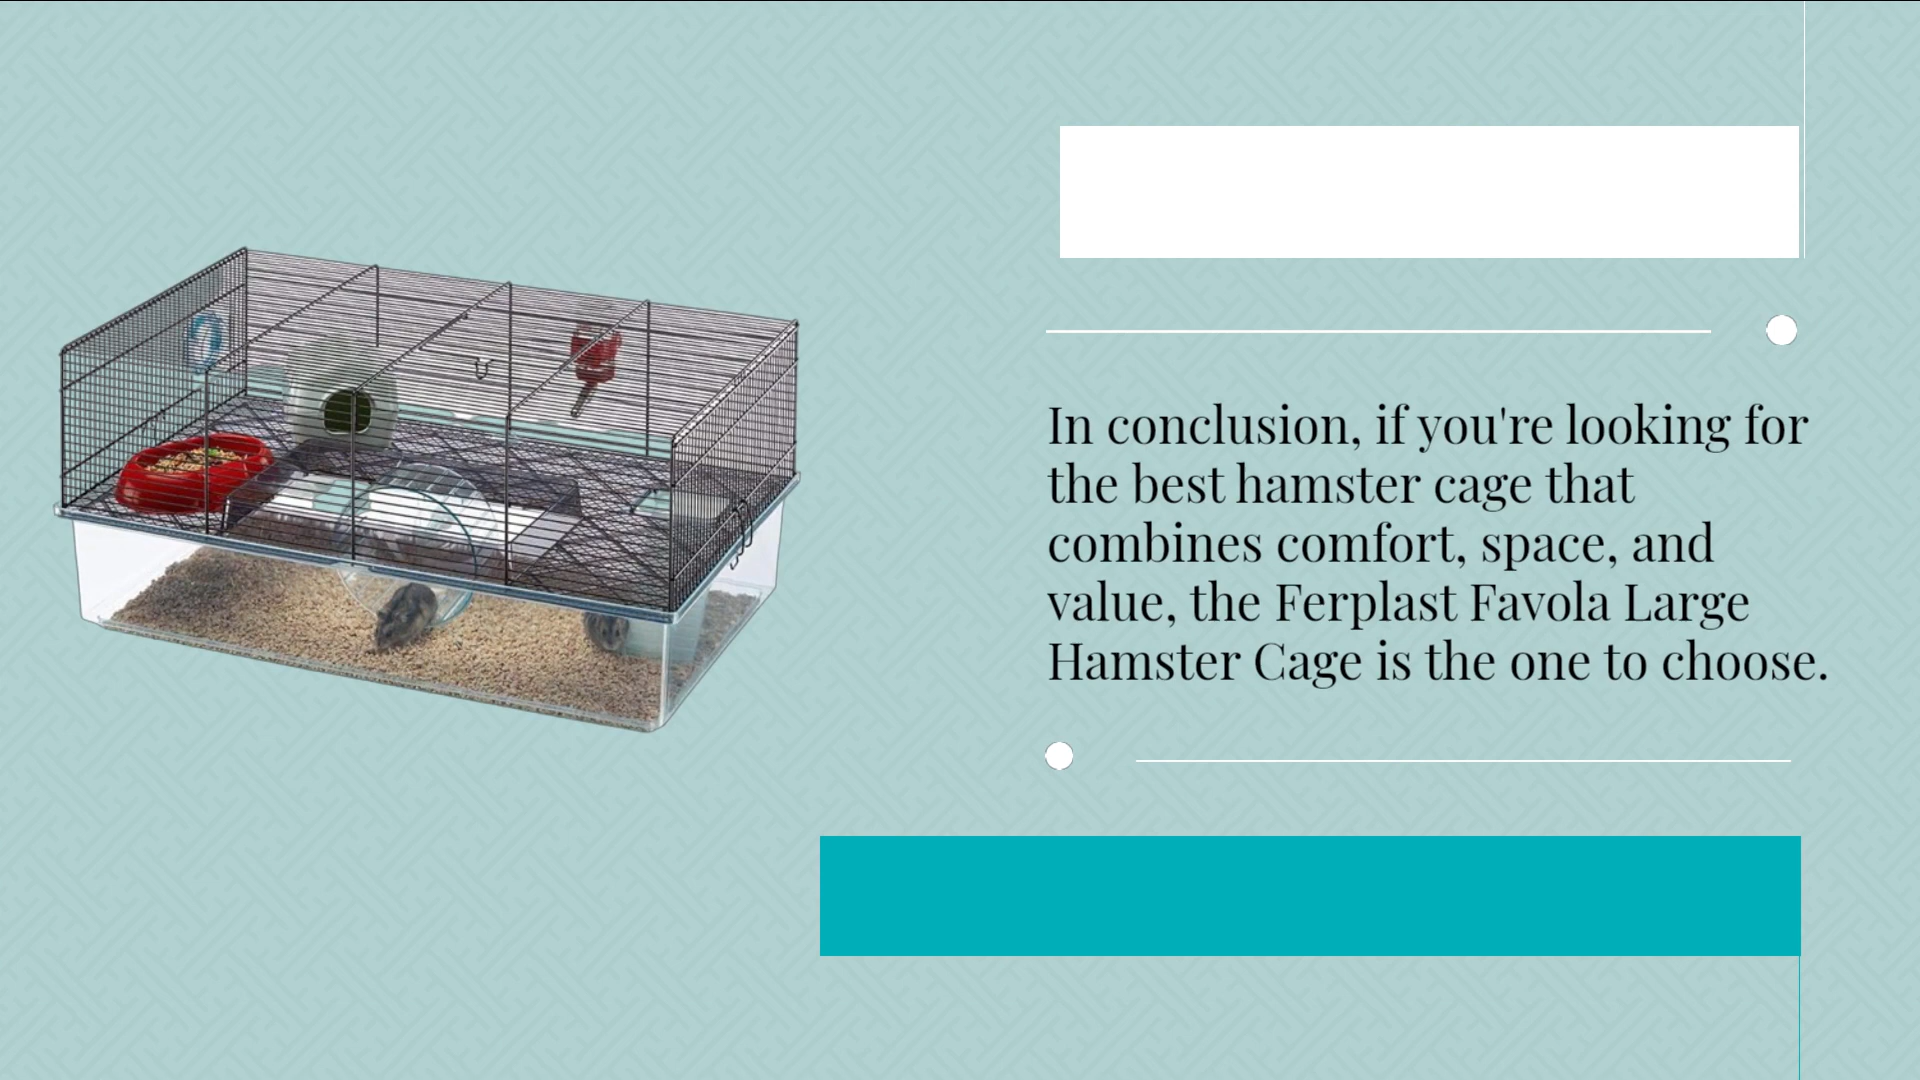 In conclusion, if you're looking for
the best hamster cage that
combines comfort, space, and
value, the Ferplast Favola Large
Hamster Cage is the one to choose.